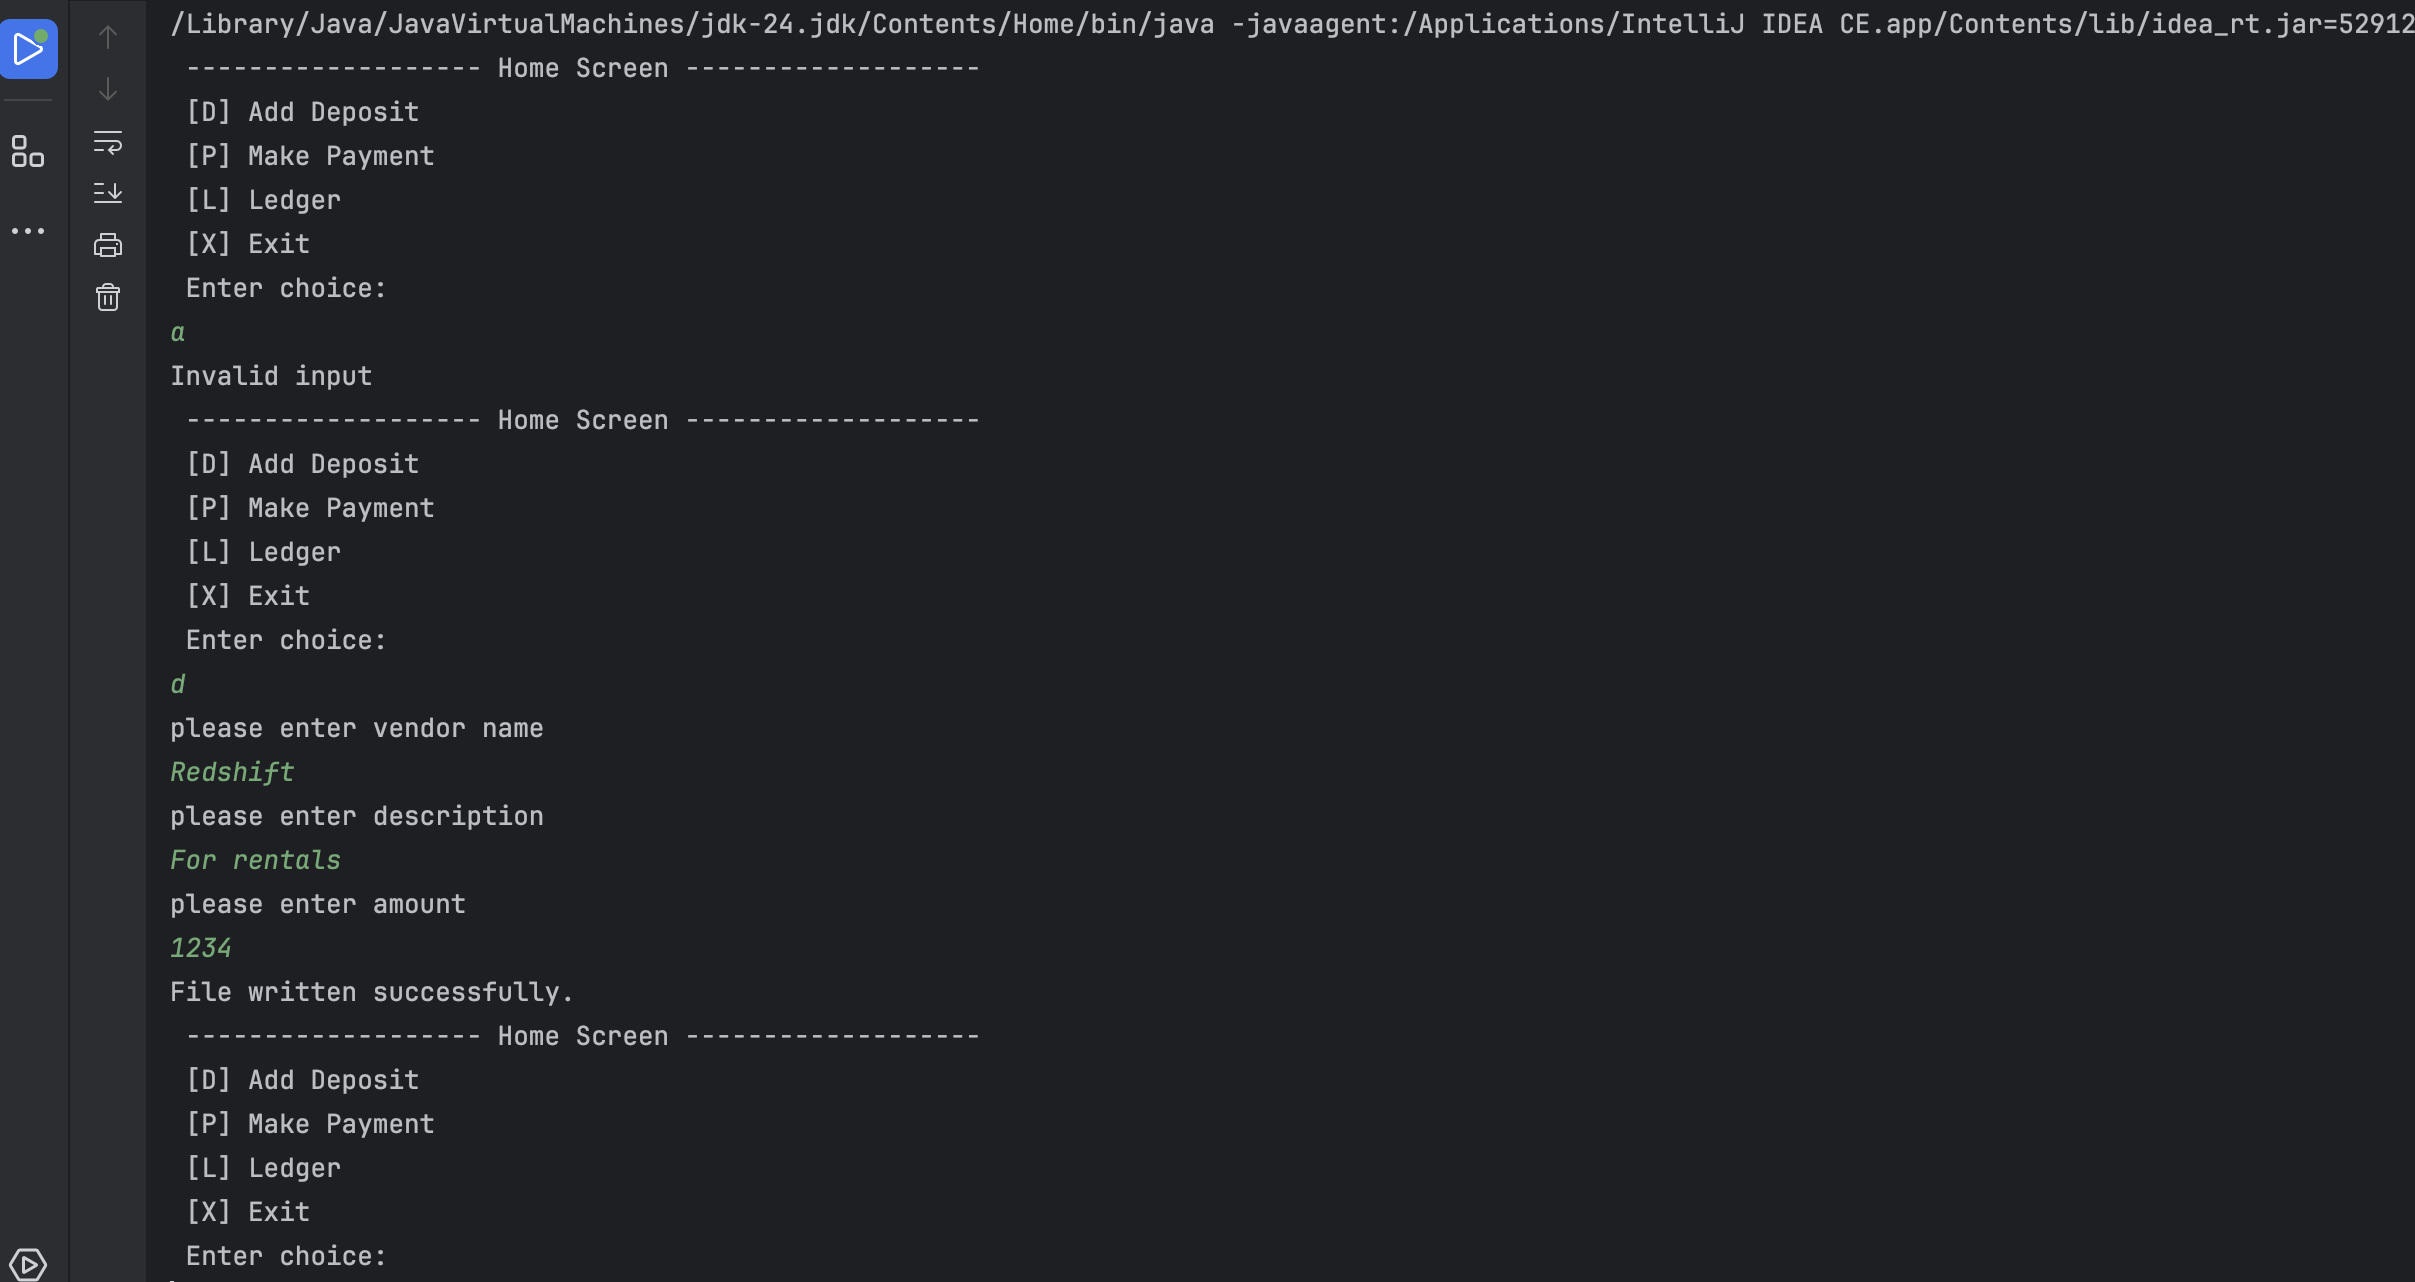 /Library/Java/JavaVirtualMachines/jdk-24.jdk/Contents/Home/bin/java -javaagent:/Applications/IntelliJ IDEA CE.app/Contents/lib/idea_rt.jar=52912
------------------- Home Screen -------------------
[D] Add Deposit
[P] Make Payment
[L] Ledger
[X] Exit
Enter choice:
a
Invalid input
------------------- Home Screen -------------------
[D] Add Deposit
[P] Make Payment
[L] Ledger
[X] Exit
Enter choice:
d
please enter vendor name
Redshift
please enter description
For rentals
please enter amount
1234
File written successfully.
------------------- Home Screen -------------------
[D] Add Deposit
[P] Make Payment
[L] Ledger
[X] Exit
Enter choice: